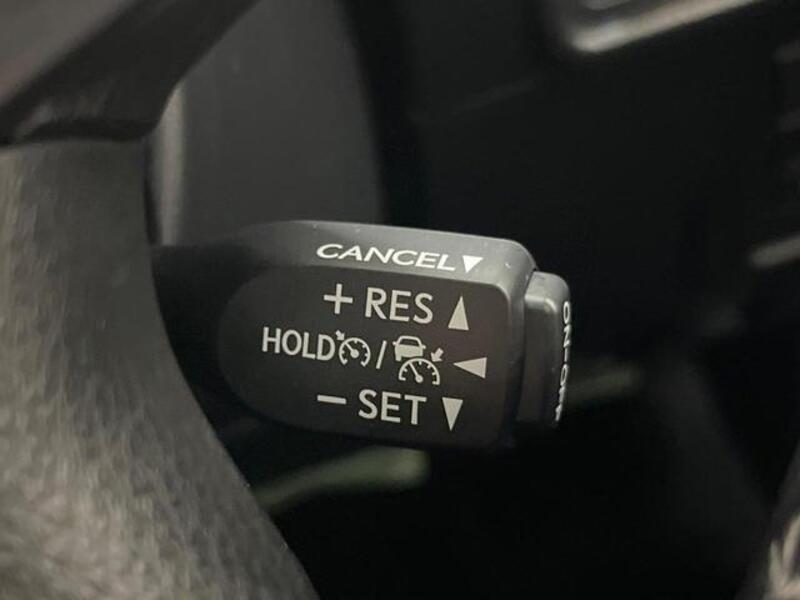 CANCEL▼
+ RES ▲
HOLD / ◀
– SET ▼
ON-OFF